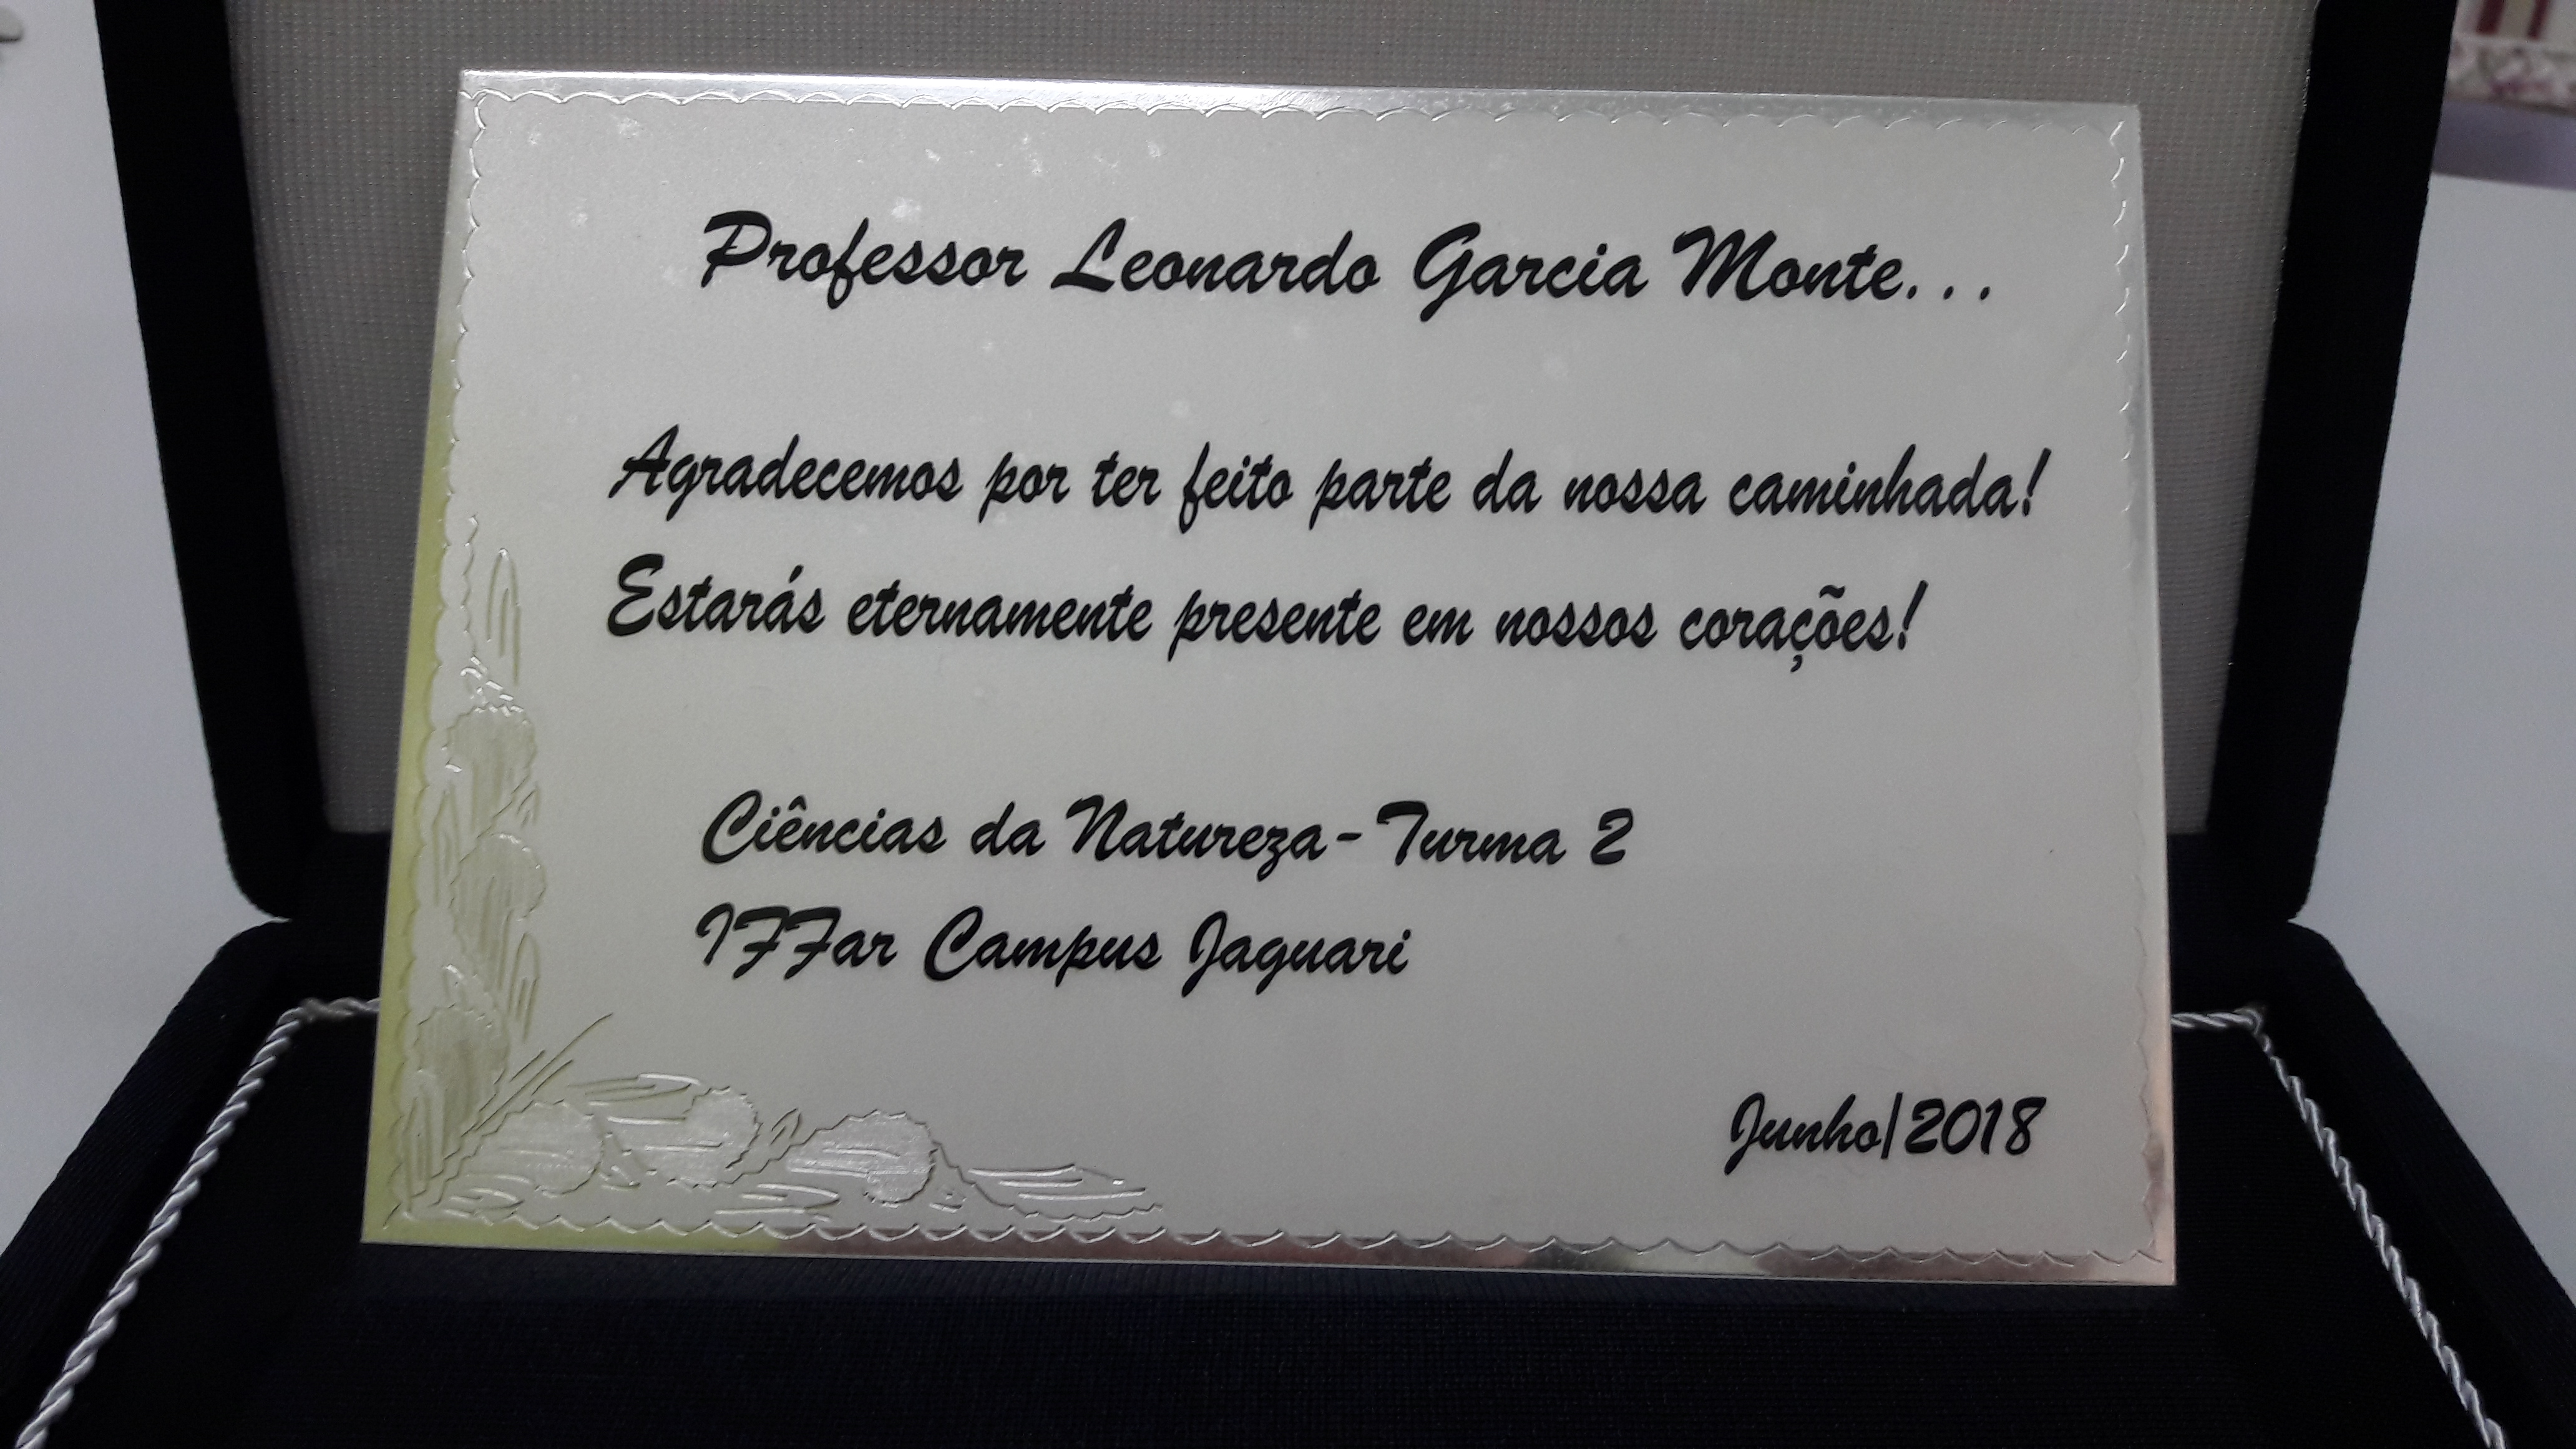 Professor Leonardo Garcia Monte...
Agradecemos por ter feito parte da nossa caminhada!
Estarás eternamente presente em nossos corações!
Ciências da Natureza-Turma 2
IFFar Campus Jaguari
Junho|2018